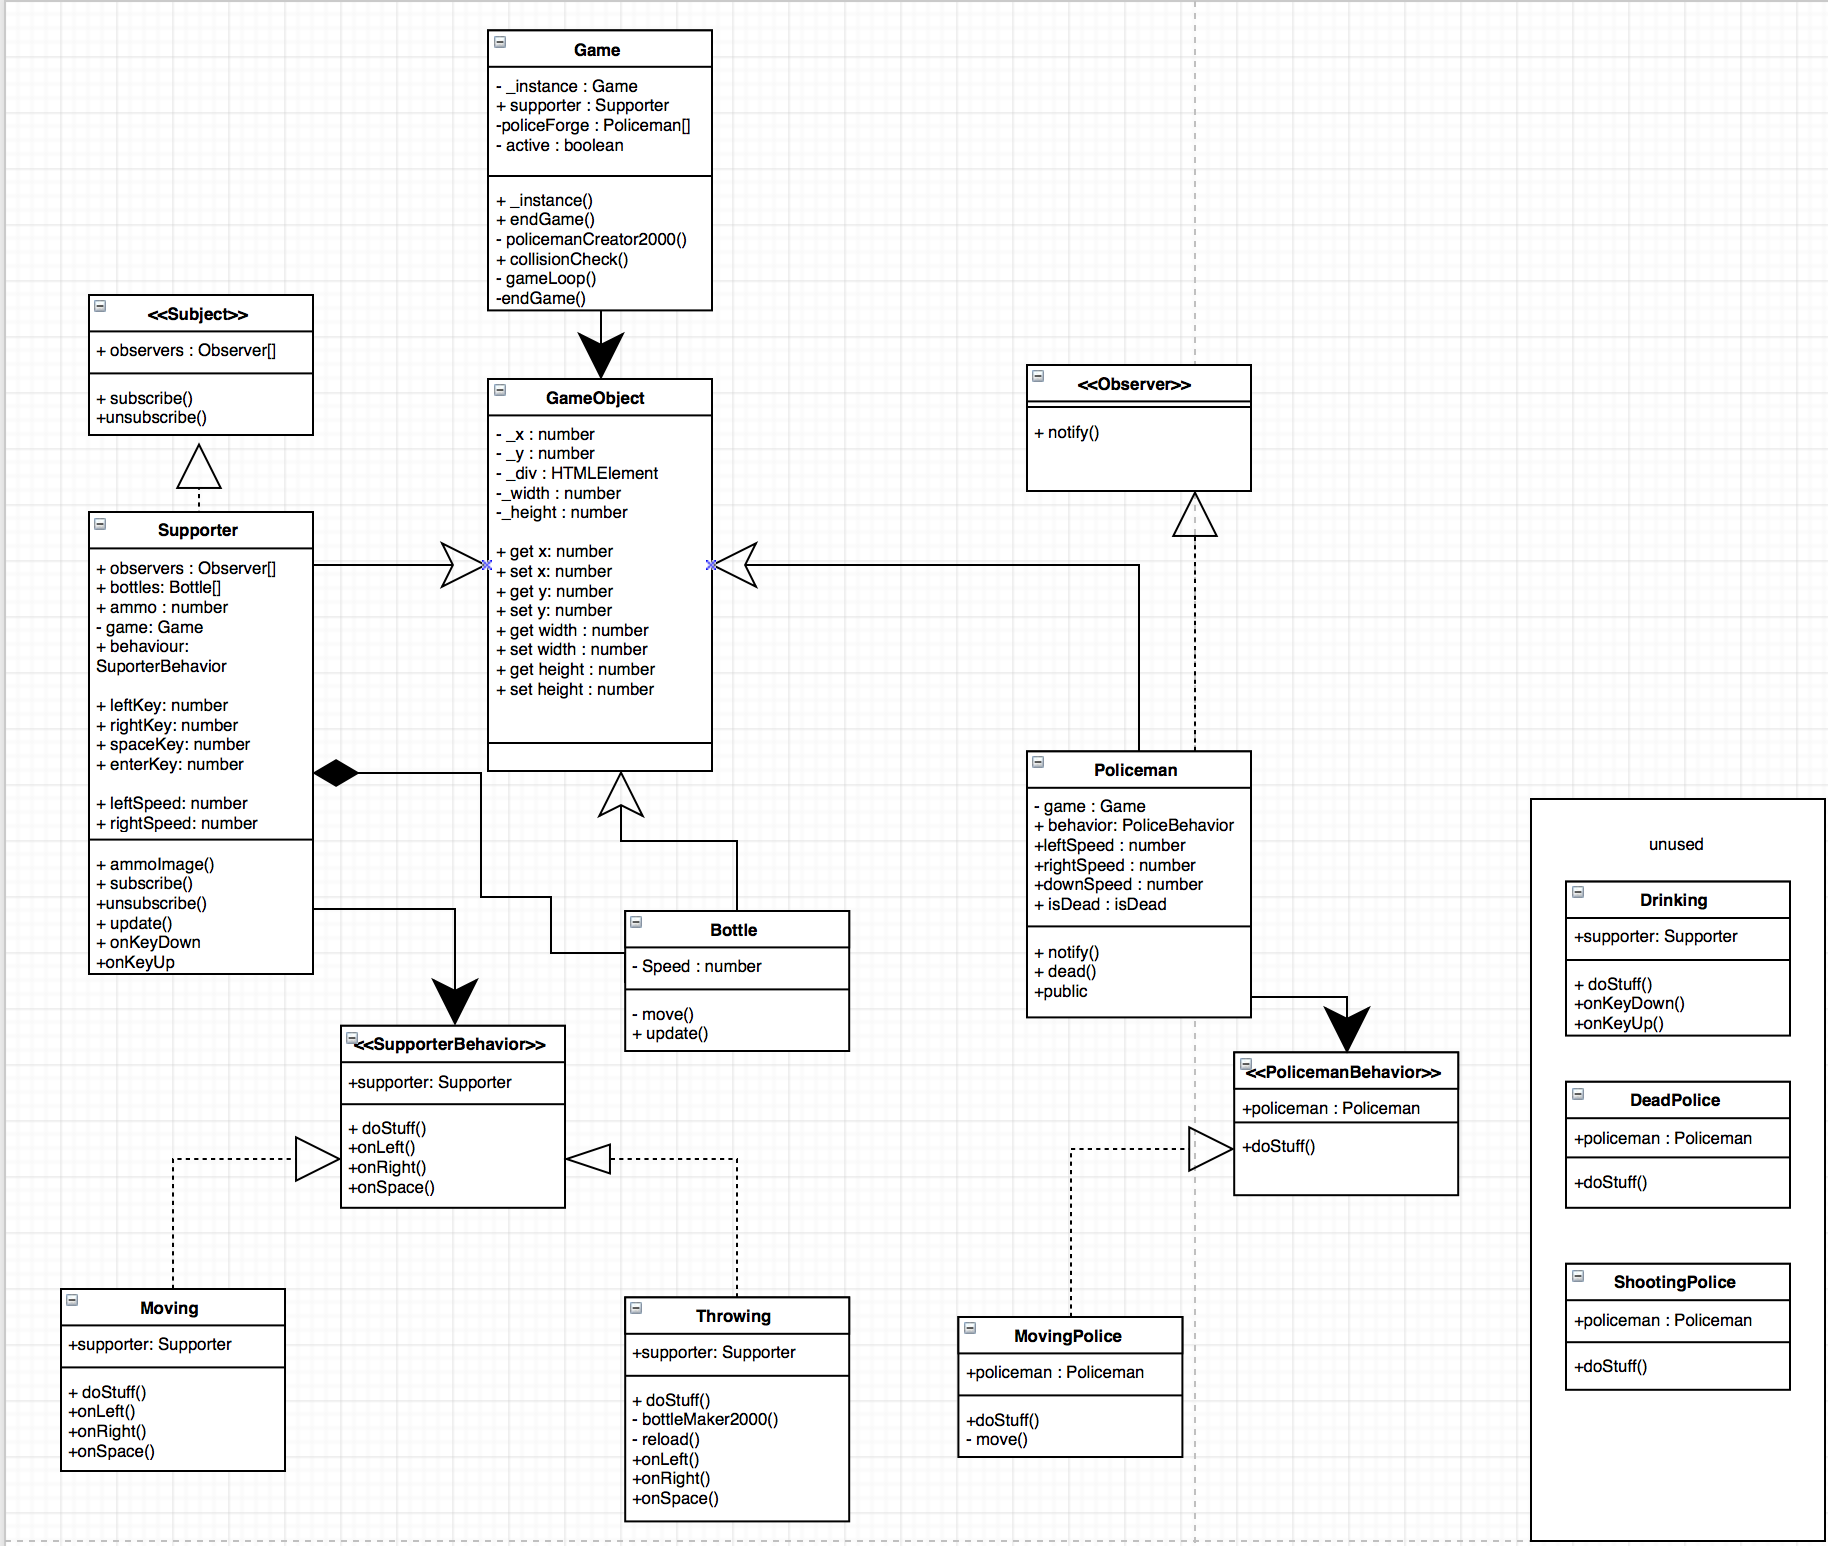 Game
- _instance : Game
+ supporter : Supporter
-policeForge : Policeman[]
- active : boolean
+ _instance()
+ endGame()
- policemanCreator2000()
+ collisionCheck()
- gameLoop()
-endGame()
<<Subject>>
+ observers : Observer[]
+ subscribe()
+unsubscribe()
GameObject
- _x : number
- _y : number
- _div : HTMLElement
-_width : number
-_height : number
+ get x: number
+ set x: number
+ get y: number
+ set y: number
+ get width : number
+ set width : number
+ get height : number
+ set height : number
<<Observer>>
+ notify()
Supporter
+ observers : Observer[]
+ bottles: Bottle[]
+ ammo : number
- game: Game
+ behaviour:
SuporterBehavior
+ leftKey: number
+ rightKey: number
+ spaceKey: number
+ enterKey: number
+ leftSpeed: number
+ rightSpeed: number
+ ammoImage()
+ subscribe()
+unsubscribe()
+ update()
+ onKeyDown
+onKeyUp
Policeman
- game : Game
+ behavior: PoliceBehavior
+leftSpeed : number
+rightSpeed : number
+downSpeed : number
+ isDead : isDead
+ notify()
+ dead()
+public
Bottle
- Speed : number
- move()
+ update()
<<SupporterBehavior>>
+supporter: Supporter
+ doStuff()
+onLeft()
+onRight()
+onSpace()
<<PolicemanBehavior>>
+policeman : Policeman
+doStuff()
Moving
+supporter: Supporter
+ doStuff()
+onLeft()
+onRight()
+onSpace()
Throwing
+supporter: Supporter
+ doStuff()
- bottleMaker2000()
- reload()
+onLeft()
+onRight()
+onSpace()
MovingPolice
+policeman : Policeman
+doStuff()
- move()
unused
Drinking
+supporter: Supporter
+ doStuff()
+onKeyDown()
+onKeyUp()
DeadPolice
+policeman : Policeman
+doStuff()
ShootingPolice
+policeman : Policeman
+doStuff()